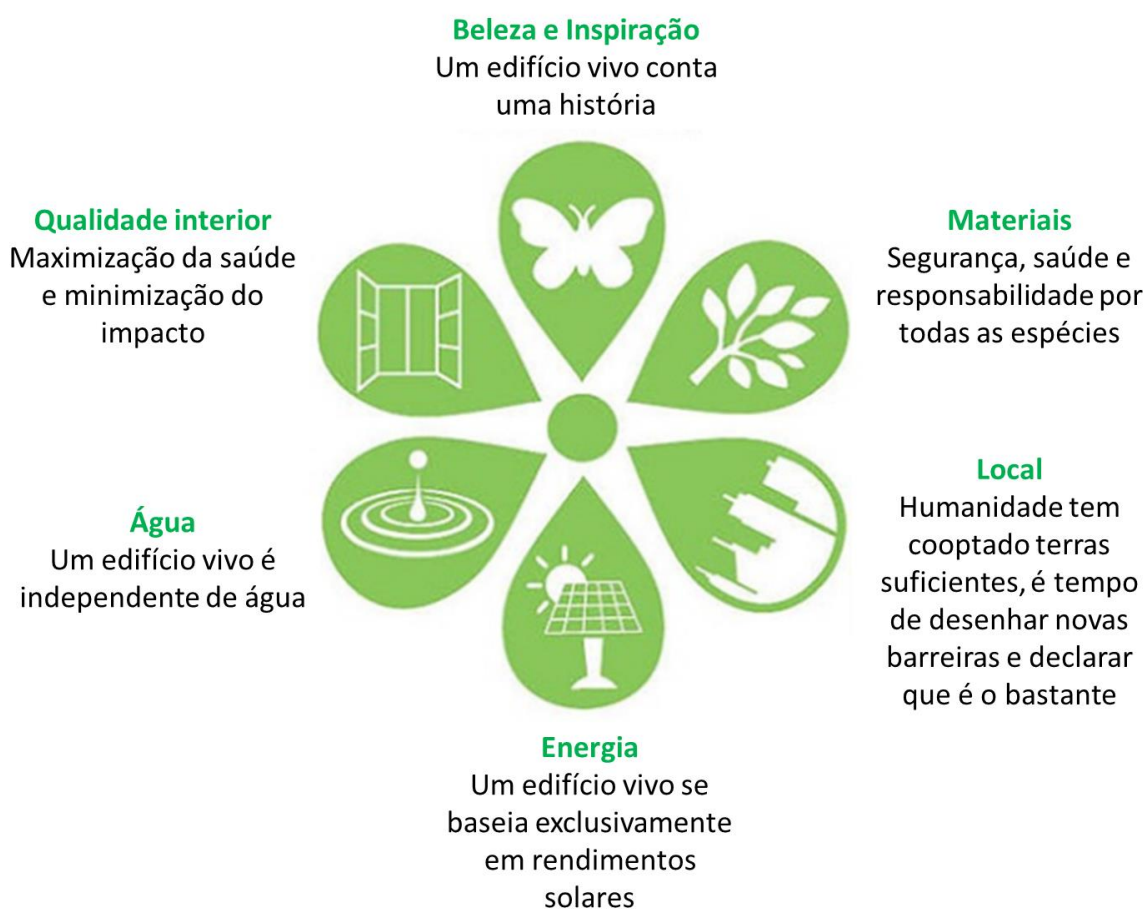 Beleza e Inspiração
Um edifício vivo conta
uma história
Qualidade interior
Maximização da saúde
e minimização do
impacto
Materiais
Segurança, saúde e
responsabilidade por
todas as espécies
Água
Um edifício vivo é
independente de água
Local
Humanidade tem
cooptado terras
suficientes, é tempo
de desenhar novas
barreiras e declarar
que é o bastante
Energia
Um edifício vivo se
baseia exclusivamente
em rendimentos
solares